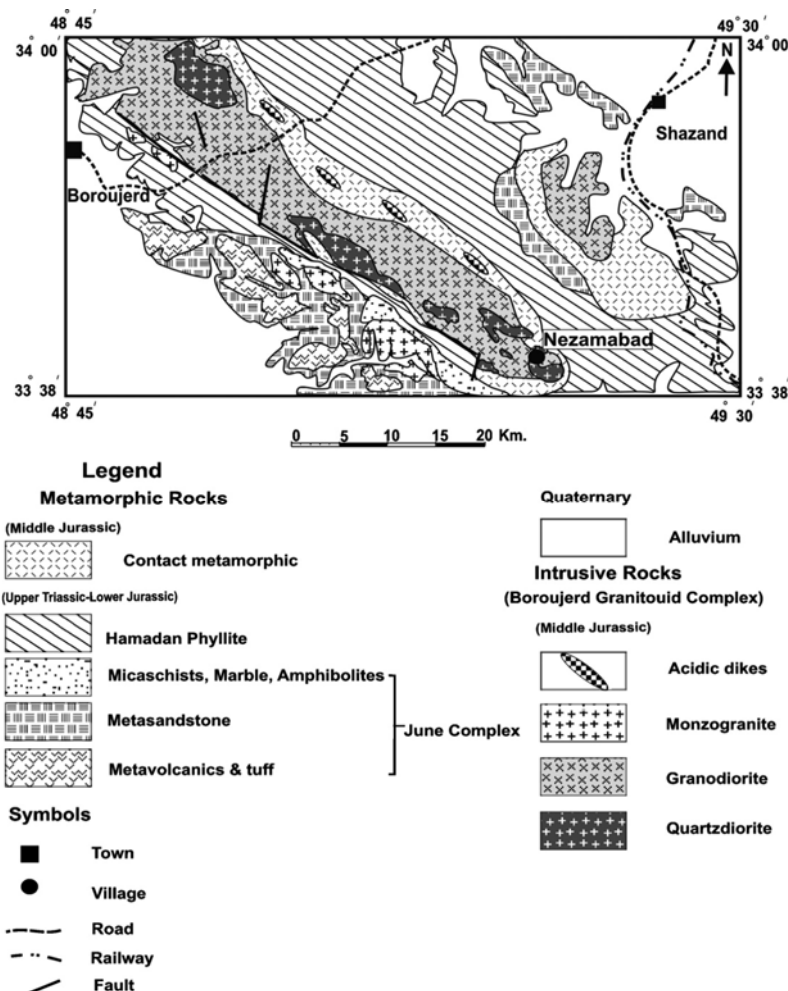 48° 45′
49° 30′
34° 00′
34° 00′
N
Shazand
Boroujerd
Nezamabad
33° 38′
33° 38′
48° 45′
49° 30′
0 5 10 15 20 Km.
Legend
Metamorphic Rocks
(Middle Jurassic)
Contact metamorphic
(Upper Triassic-Lower Jurassic)
Hamadan Phyllite
Micaschists, Marble, Amphibolites
Metasandstone
June Complex
Metavolcanics & tuff
Symbols
Town
Village
Road
Railway
Fault
Quaternary
Alluvium
Intrusive Rocks
(Boroujerd Granitouid Complex)
(Middle Jurassic)
Acidic dikes
Monzogranite
Granodiorite
Quartzdiorite